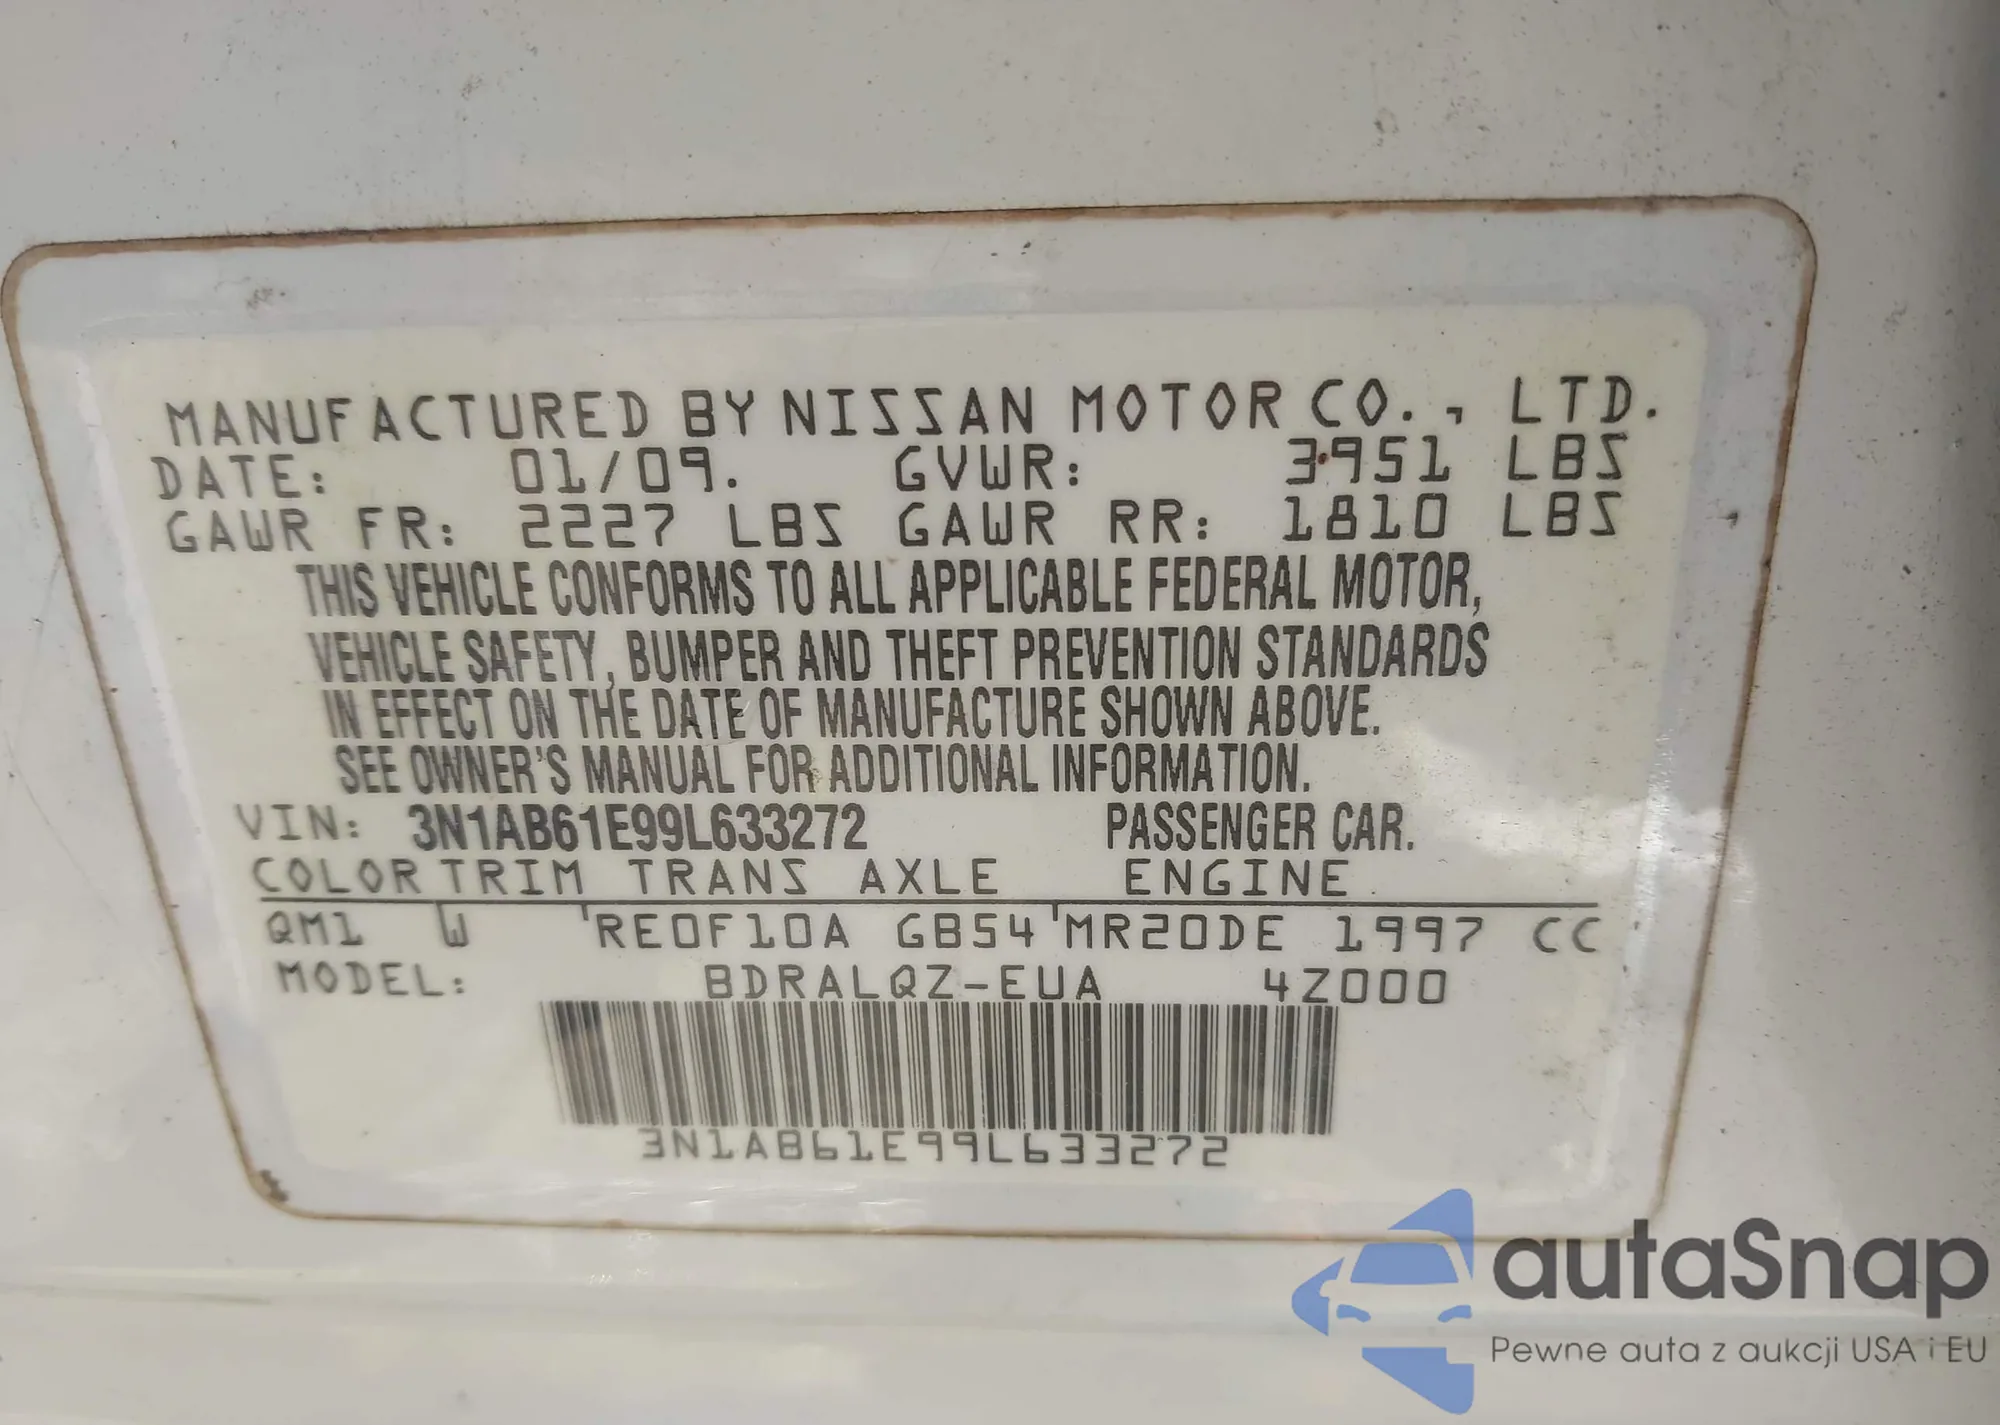 MANUFACTURED BY NISSAN MOTOR CO., LTD.
DATE: 01/09. GVWR: 3951 LBS
GAWR FR: 2227 LBS GAWR RR: 1810 LBS
THIS VEHICLE CONFORMS TO ALL APPLICABLE FEDERAL MOTOR,
VEHICLE SAFETY, BUMPER AND THEFT PREVENTION STANDARDS
IN EFFECT ON THE DATE OF MANUFACTURE SHOWN ABOVE.
SEE OWNER'S MANUAL FOR ADDITIONAL INFORMATION.
VIN: 3N1AB61E99L633272 PASSENGER CAR.
COLOR TRIM TRANS AXLE ENGINE
QM1 W RE0F10A GB54 MR20DE 1997 CC
MODEL: BDRALQZ-EUA 4Z000
3N1AB61E99L633272
autaSnap
Pewne auta z aukcji USA i EU